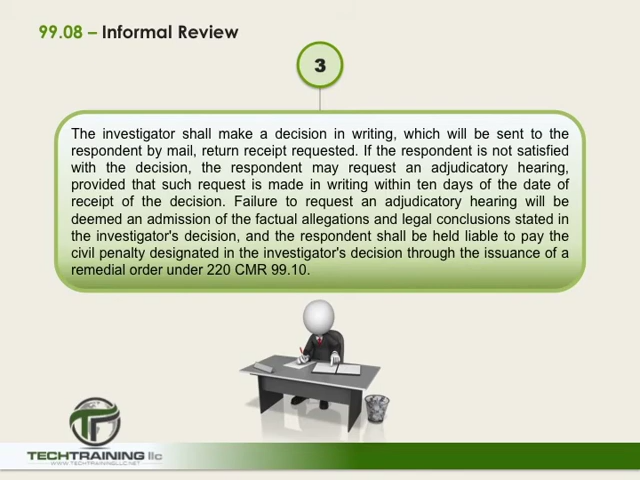 99.08 – Informal Review
3
The investigator shall make a decision in writing, which will be sent to the
respondent by mail, return receipt requested. If the respondent is not satisfied
with the decision, the respondent may request an adjudicatory hearing,
provided that such request is made in writing within ten days of the date of
receipt of the decision. Failure to request an adjudicatory hearing will be
deemed an admission of the factual allegations and legal conclusions stated in
the investigator's decision, and the respondent shall be held liable to pay the
civil penalty designated in the investigator's decision through the issuance of a
remedial order under 220 CMR 99.10.
TECHTRAINING llc
WWW.TECHTRAININGLLC.NET